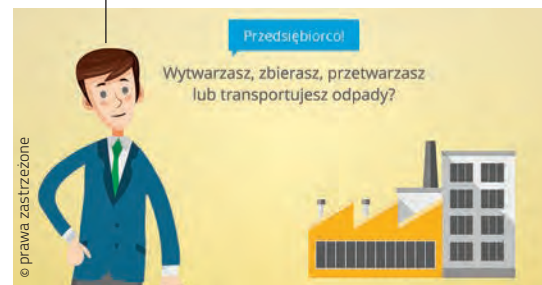 Przedsiębiorco!
Wytwarzasz, zbierasz, przetwarzasz
lub transportujesz odpady?
© prawa zastrzeżone